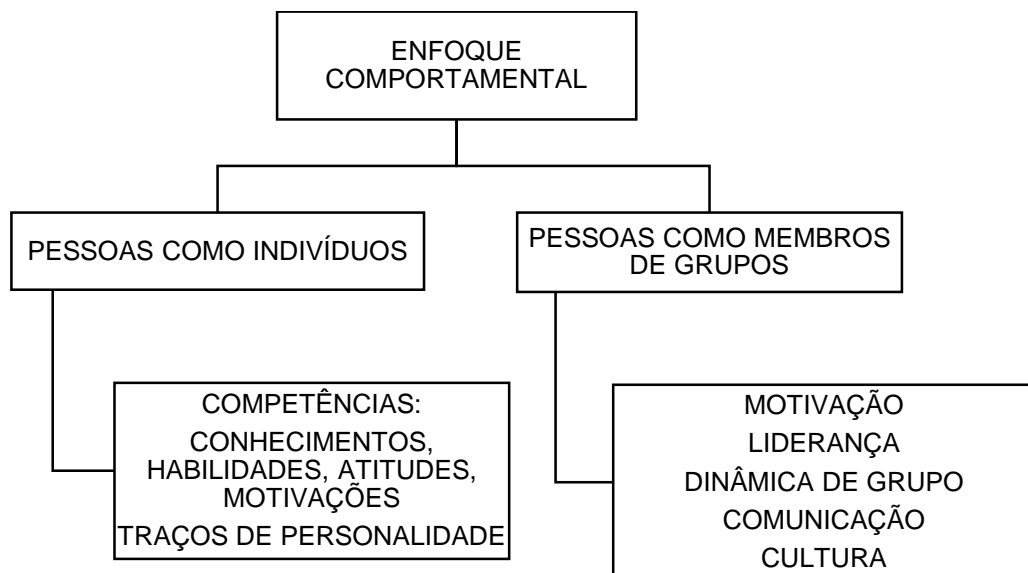 ENFOQUE
COMPORTAMENTAL
PESSOAS COMO INDIVÍDUOS
PESSOAS COMO MEMBROS
DE GRUPOS
COMPETÊNCIAS:
CONHECIMENTOS,
HABILIDADES, ATITUDES,
MOTIVAÇÕES
TRAÇOS DE PERSONALIDADE
MOTIVAÇÃO
LIDERANÇA
DINÂMICA DE GRUPO
COMUNICAÇÃO
CULTURA